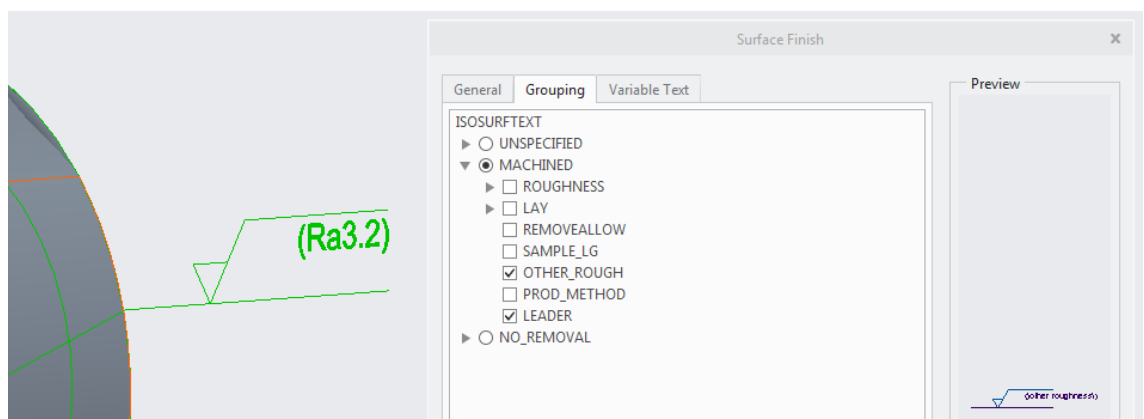 Surface Finish
General Grouping Variable Text
Preview
ISOSURFTEXT
UNSPECIFIED
MACHINED
ROUGHNESS
LAY
REMOVEALLOW
SAMPLE_LG
OTHER_ROUGH
PROD_METHOD
LEADER
NO_REMOVAL
(Ra3.2)
(other roughness\)